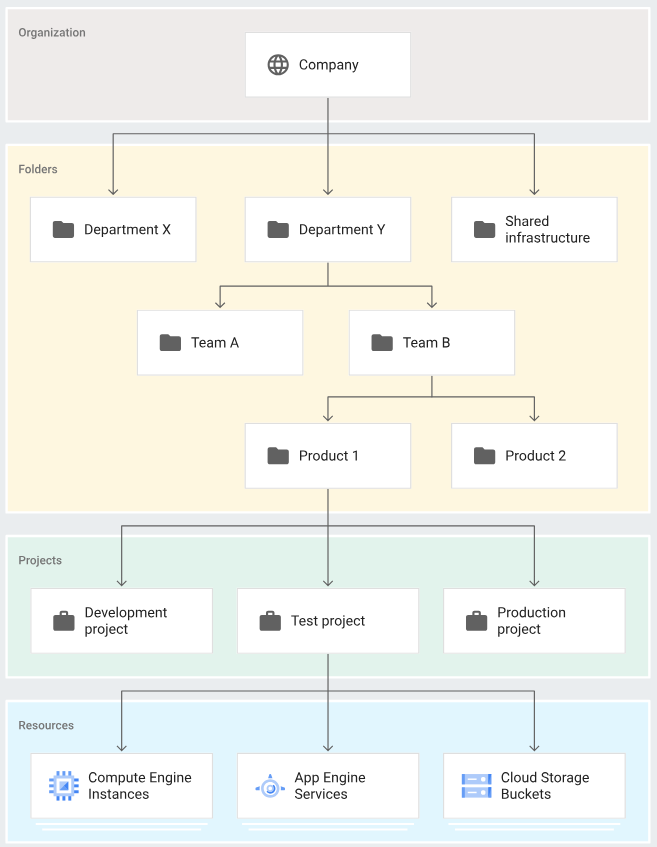 Organization
Company
Folders
Department X
Department Y
Shared
infrastructure
Team A
Team B
Product 1
Product 2
Projects
Development
project
Test project
Production
project
Resources
Compute Engine
Instances
App Engine
Services
Cloud Storage
Buckets